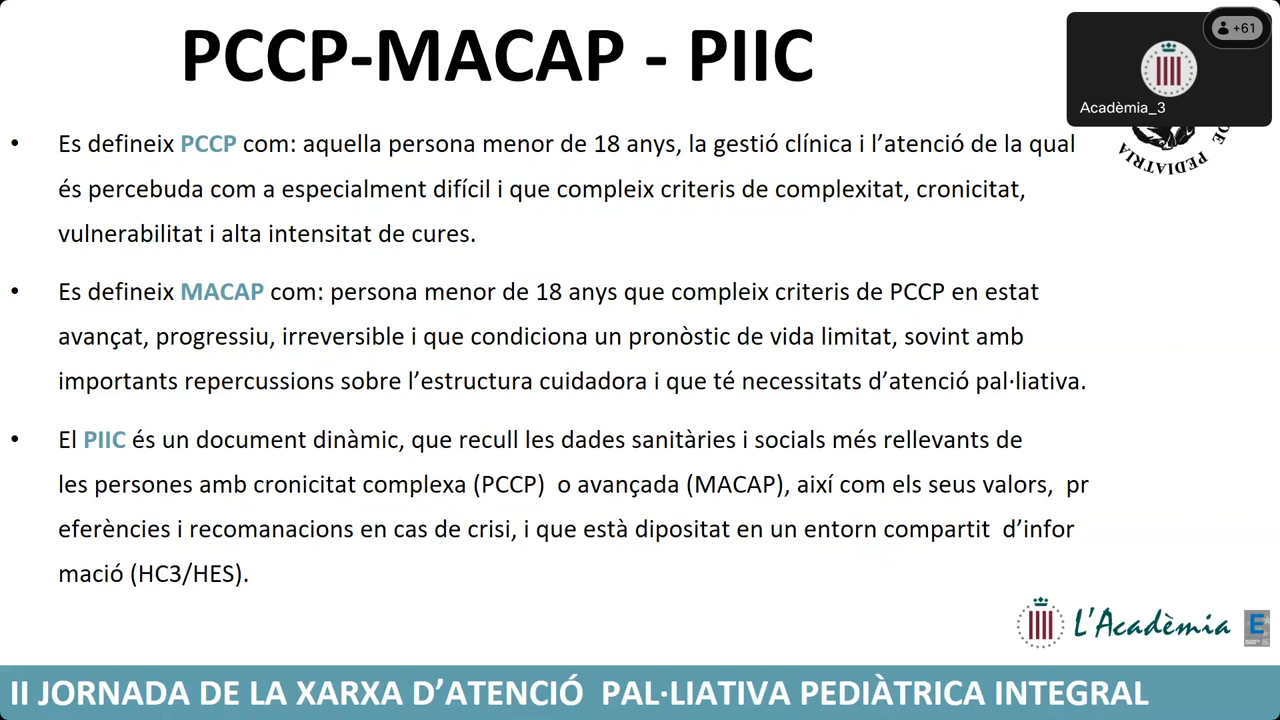 PCCP-MACAP - PIIC
+61
Acadèmia_3
DE PEDIATRIA
• Es defineix PCCP com: aquella persona menor de 18 anys, la gestió clínica i l’atenció de la qual
és percebuda com a especialment difícil i que compleix criteris de complexitat, cronicitat,
vulnerabilitat i alta intensitat de cures.
• Es defineix MACAP com: persona menor de 18 anys que compleix criteris de PCCP en estat
avançat, progressiu, irreversible i que condiciona un pronòstic de vida limitat, sovint amb
importants repercussions sobre l’estructura cuidadora i que té necessitats d’atenció pal·liativa.
• El PIIC és un document dinàmic, que recull les dades sanitàries i socials més rellevants de
les persones amb cronicitat complexa (PCCP) o avançada (MACAP), així com els seus valors, pr
eferències i recomanacions en cas de crisi, i que està dipositat en un entorn compartit d’infor
mació (HC3/HES).
L'Acadèmia
E
II JORNADA DE LA XARXA D’ATENCIÓ PAL·LIATIVA PEDIÀTRICA INTEGRAL